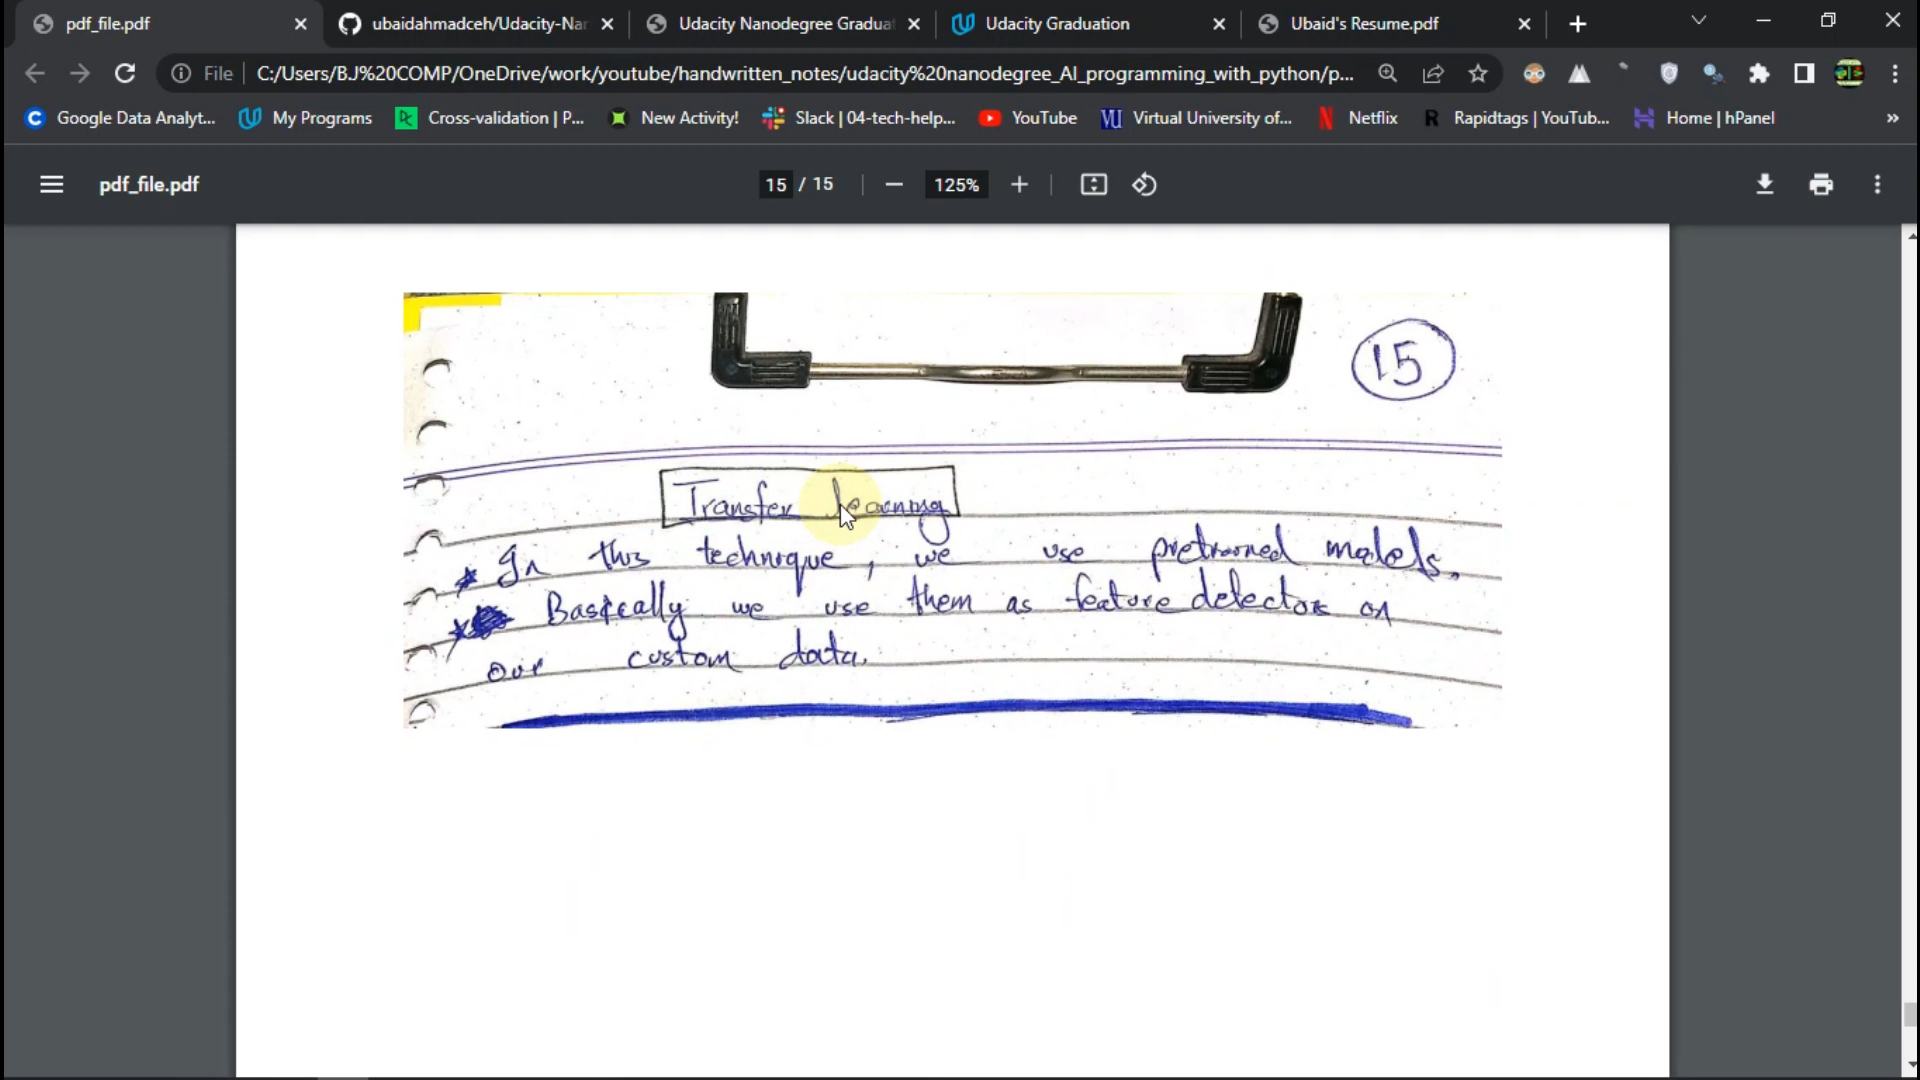 pdf_file.pdf
ubaidahmadceh/Udacity-Nar
Udacity Nanodegree Graduat
Udacity Graduation
Ubaid's Resume.pdf
File
C:/Users/BJ%20COMP/OneDrive/work/youtube/handwritten_notes/udacity%20nanodegree_AI_programming_with_python/p...
Google Data Analyt...
My Programs
Cross-validation | P...
New Activity!
Slack | 04-tech-help...
YouTube
Virtual University of...
Netflix
Rapidtags | YouTub...
Home | hPanel
»
pdf_file.pdf
15 / 15
125%
15
Transfer Learning
* In this technique, we use pretrained models.
* Basically we use them as feature detector on
our custom data.